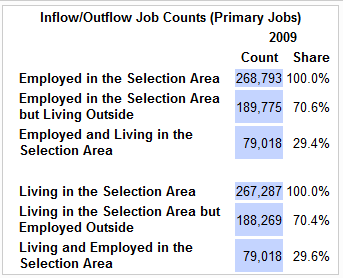 Inflow/Outflow Job Counts (Primary Jobs)
2009
Count Share
Employed in the Selection Area 268,793 100.0%
Employed in the Selection Area
but Living Outside 189,775 70.6%
Employed and Living in the
Selection Area 79,018 29.4%
Living in the Selection Area 267,287 100.0%
Living in the Selection Area but
Employed Outside 188,269 70.4%
Living and Employed in the
Selection Area 79,018 29.6%